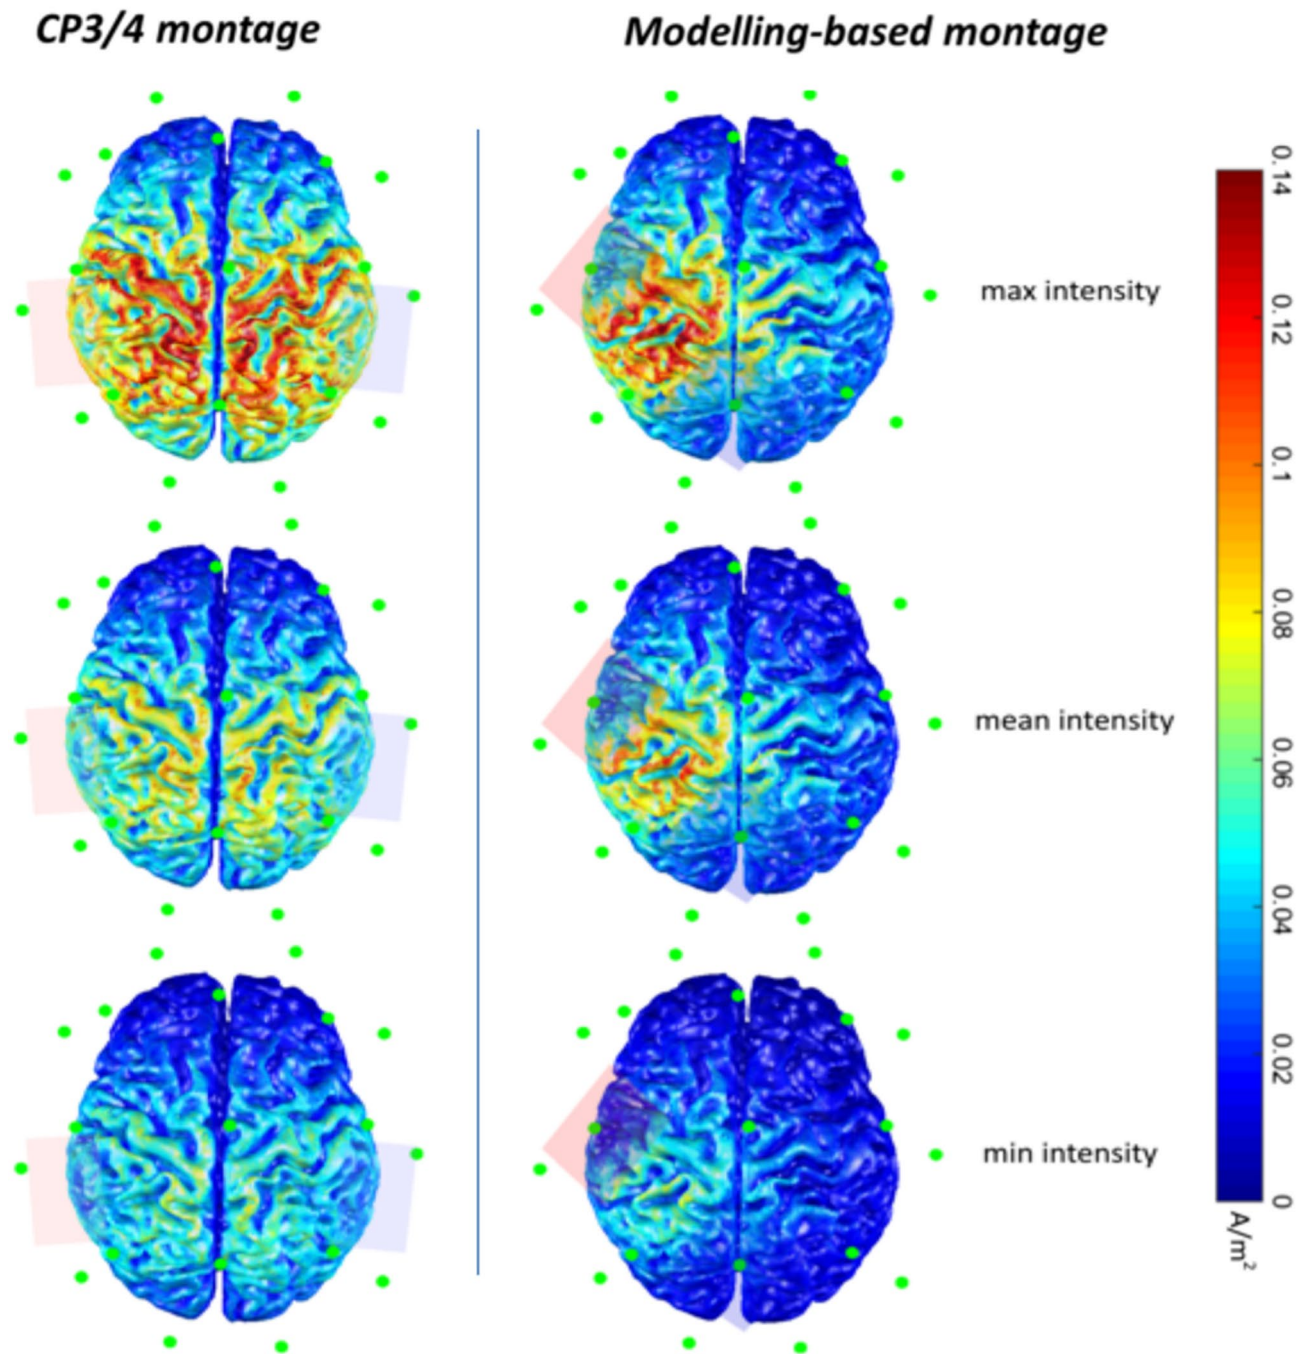 CP3/4 montage
Modelling-based montage
max intensity
mean intensity
min intensity
0.14
0.12
0.1
0.08
0.06
0.04
0.02
0
A/m²